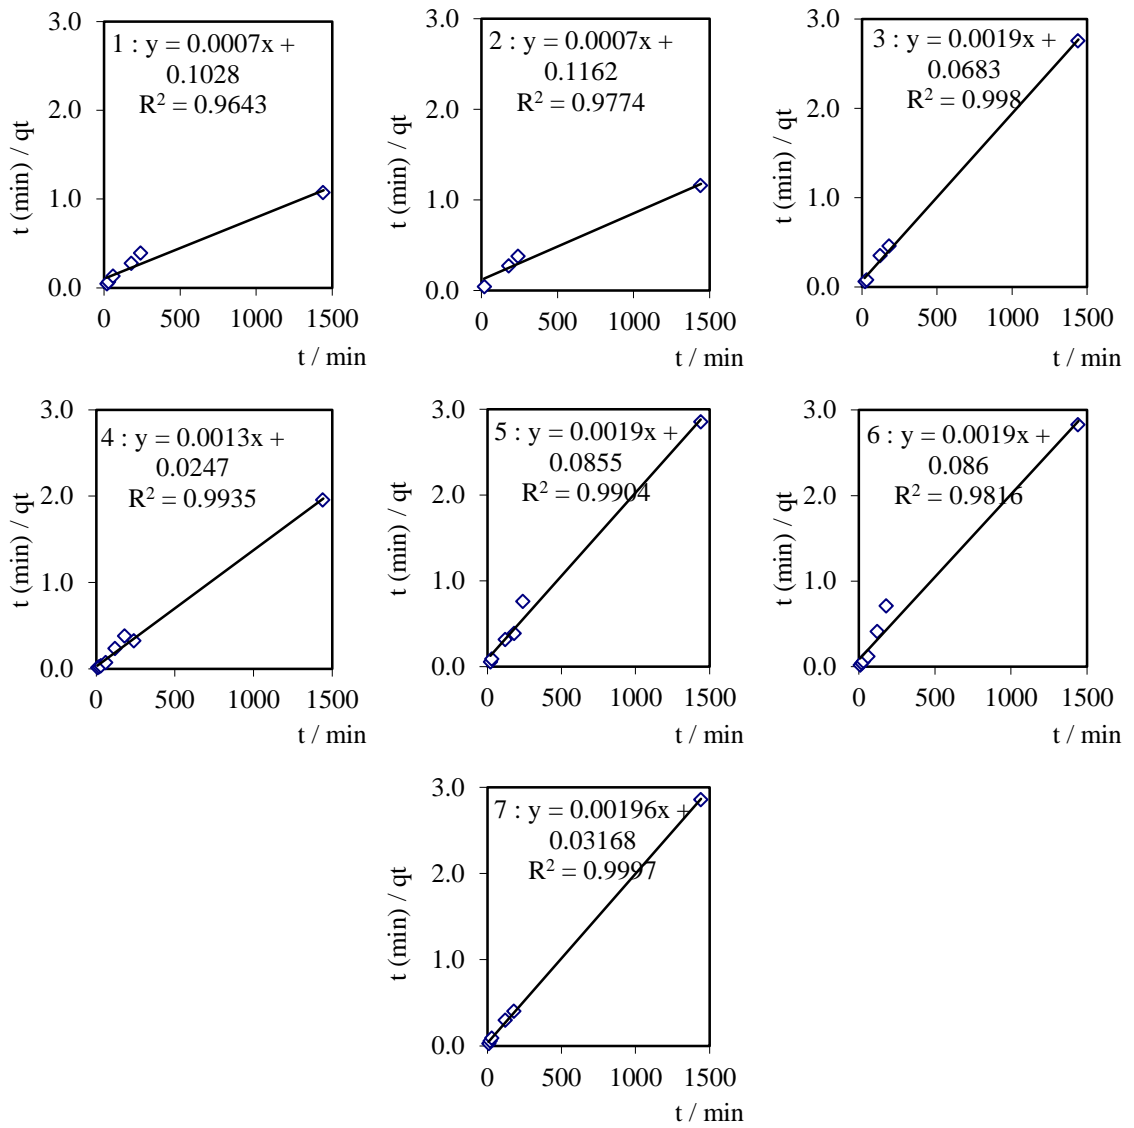 3.0
2.0
1.0
0.0
t (min) / qt
1 : y = 0.0007x +
0.1028
R² = 0.9643
0
500
1000
1500
t / min
3.0
2.0
1.0
0.0
t (min) / qt
2 : y = 0.0007x +
0.1162
R² = 0.9774
0
500
1000
1500
t / min
3.0
2.0
1.0
0.0
t (min) / qt
3 : y = 0.0019x +
0.0683
R² = 0.998
0
500
1000
1500
t / min
3.0
2.0
1.0
0.0
t (min) / qt
4 : y = 0.0013x +
0.0247
R² = 0.9935
0
500
1000
1500
t / min
3.0
2.0
1.0
0.0
t (min) / qt
5 : y = 0.0019x +
0.0855
R² = 0.9904
0
500
1000
1500
t / min
3.0
2.0
1.0
0.0
t (min) / qt
6 : y = 0.0019x +
0.086
R² = 0.9816
0
500
1000
1500
t / min
3.0
2.0
1.0
0.0
t (min) / qt
7 : y = 0.00196x +
0.03168
R² = 0.9997
0
500
1000
1500
t / min